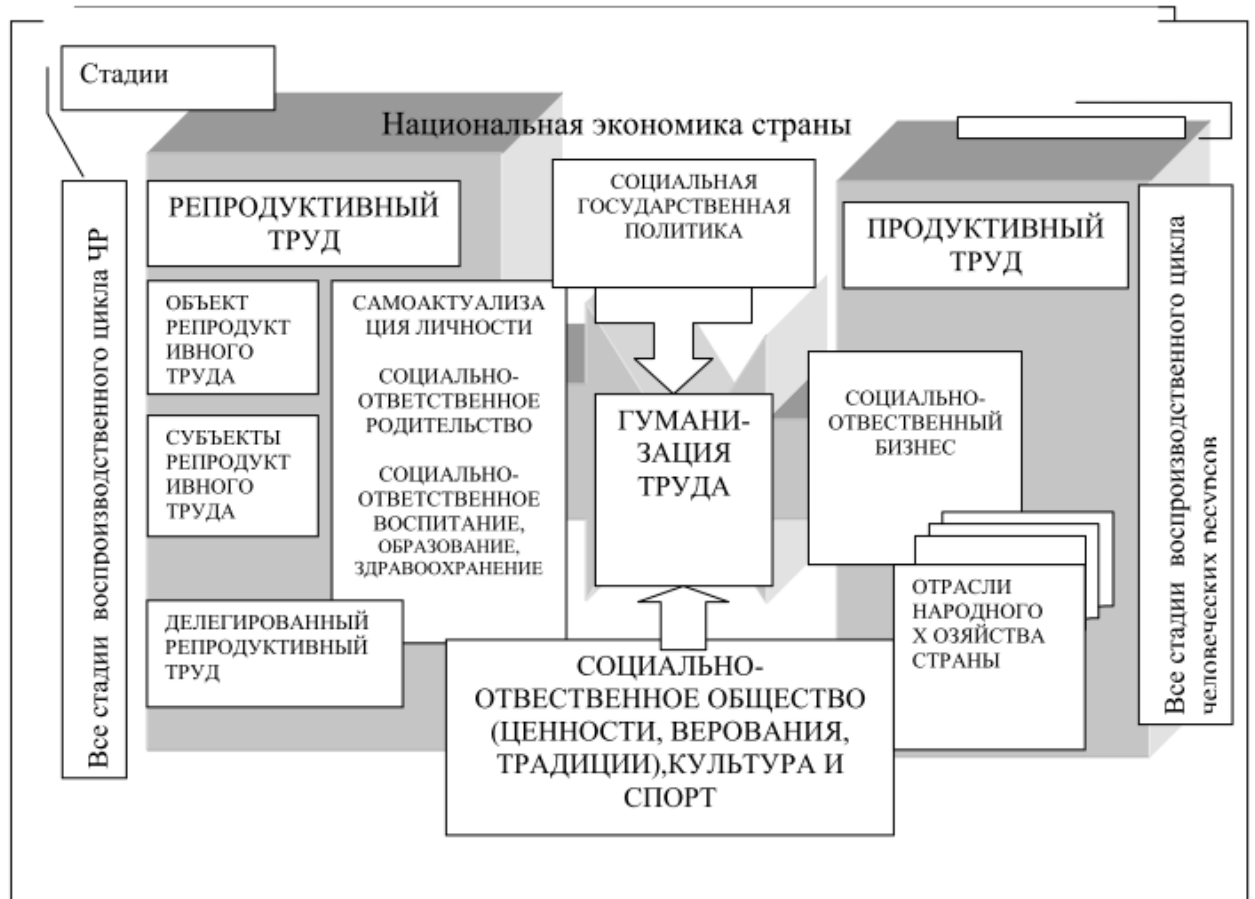 Стадии
Национальная экономика страны
Все стадии воспроизводственного цикла ЧР
РЕПРОДУКТИВНЫЙ
ТРУД
ОБЪЕКТ
РЕПРОДУКТ
ИВНОГО
ТРУДА
СУБЪЕКТЫ
РЕПРОДУКТ
ИВНОГО
ТРУДА
ДЕЛЕГИРОВАННЫЙ
РЕПРОДУКТИВНЫЙ
ТРУД
САМОАКТУАЛИЗА
ЦИЯ ЛИЧНОСТИ
СОЦИАЛЬНО-
ОТВЕТСТВЕННОЕ
РОДИТЕЛЬСТВО
СОЦИАЛЬНО-
ОТВЕТСТВЕННОЕ
ВОСПИТАНИЕ,
ОБРАЗОВАНИЕ,
ЗДРАВООХРАНЕНИЕ
СОЦИАЛЬНАЯ
ГОСУДАРСТВЕННАЯ
ПОЛИТИКА
ГУМАНИ-
ЗАЦИЯ
ТРУДА
СОЦИАЛЬНО-
ОТВЕСТВЕННОЕ ОБЩЕСТВО
(ЦЕННОСТИ, ВЕРОВАНИЯ,
ТРАДИЦИИ),КУЛЬТУРА И
СПОРТ
ПРОДУКТИВНЫЙ
ТРУД
СОЦИАЛЬНО-
ОТВЕСТВЕННЫЙ
БИЗНЕС
ОТРАСЛИ
НАРОДНОГО
Х ОЗЯЙСТВА
СТРАНЫ
Все стадии воспроизводственного цикла
человеческих ресурсов